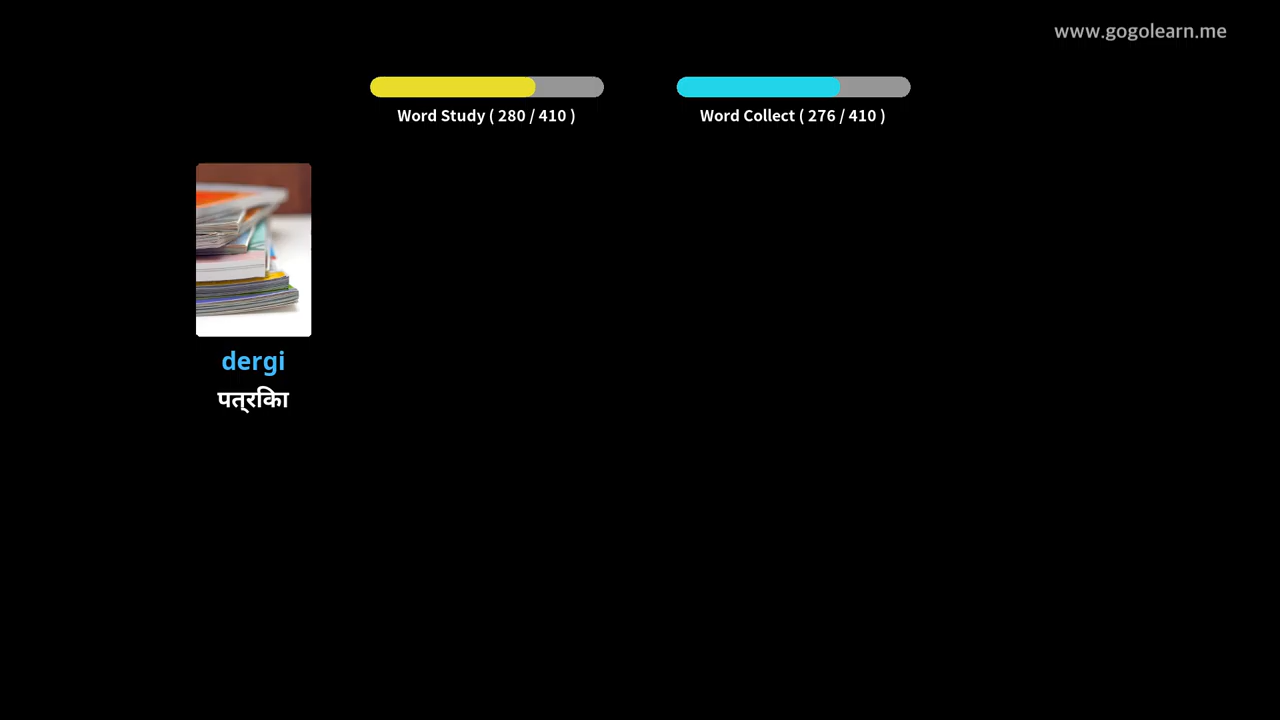 www.gogolearn.me
Word Study ( 280 / 410 )
Word Collect ( 276 / 410 )
dergi
पत्रिका